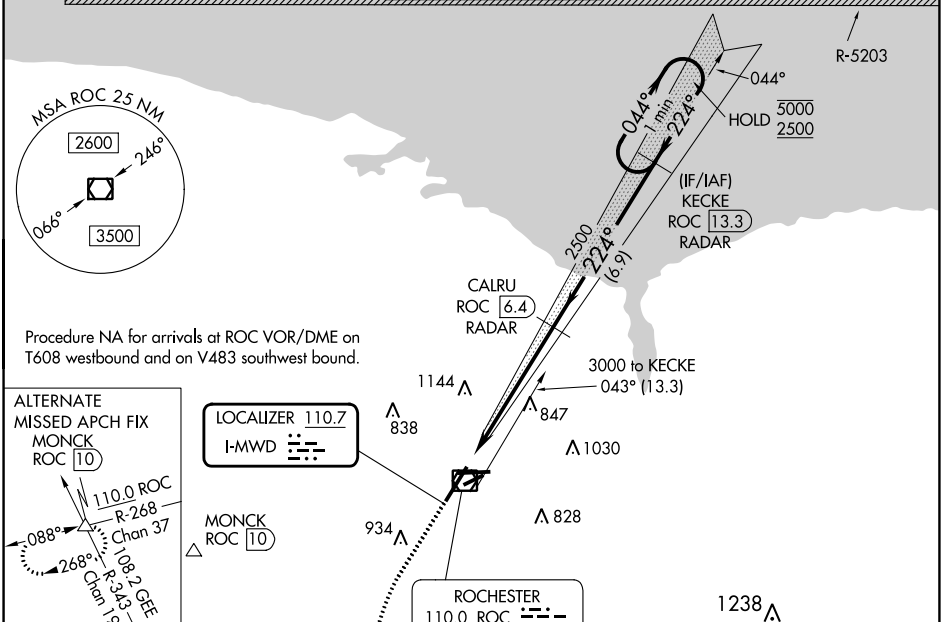 R-5203
MSA ROC 25 NM
2600
246°
066°
3500
044°
044°
1 min
224°
HOLD
5000
2500
(IF/IAF)
KECKE
ROC 13.3
RADAR
2500
224°
(6.9)
CALRU
ROC 6.4
RADAR
Procedure NA for arrivals at ROC VOR/DME on
T608 westbound and on V483 southwest bound.
3000 to KECKE
043° (13.3)
1144
838
847
1030
828
934
1238
LOCALIZER 110.7
I-MWD
ALTERNATE
MISSED APCH FIX
MONCK
ROC 10
N
110.0 ROC
R-268
Chan 37
088°
268°
108.2 GEE
R-343
Chan 19
MONCK
ROC 10
ROCHESTER
110.0 ROC